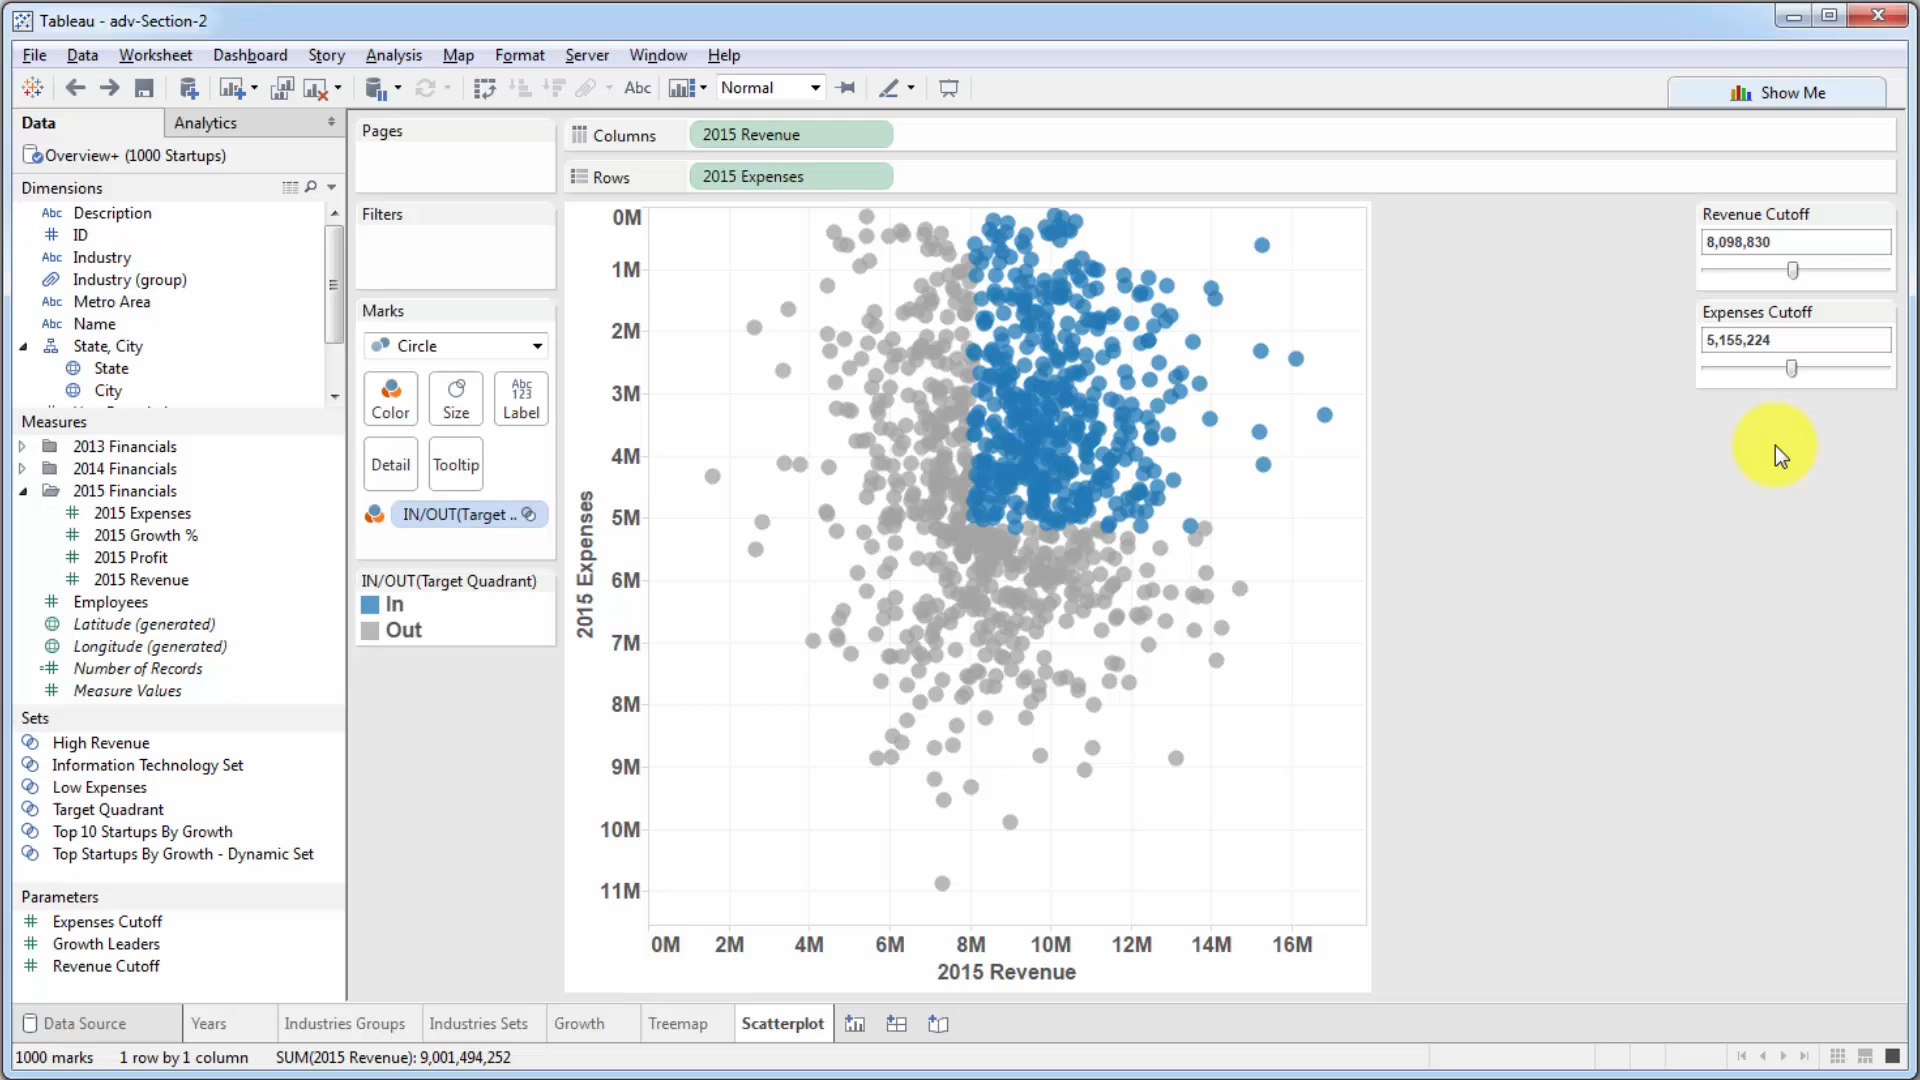 Tableau - adv-Section-2
File Data Worksheet Dashboard Story Analysis Map Format Server Window Help
Abc Normal Show Me
Data Analytics
Overview+ (1000 Startups)
Dimensions
Abc Description
ID
Abc Industry
Industry (group)
Abc Metro Area
Abc Name
State, City
State
City
Measures
2013 Financials
2014 Financials
2015 Financials
2015 Expenses
2015 Growth %
2015 Profit
2015 Revenue
Employees
Latitude (generated)
Longitude (generated)
Number of Records
Measure Values
Sets
High Revenue
Information Technology Set
Low Expenses
Target Quadrant
Top 10 Startups By Growth
Top Startups By Growth - Dynamic Set
Parameters
Expenses Cutoff
Growth Leaders
Revenue Cutoff
Pages
Filters
Marks
Circle
Color Size Abc 123 Label
Detail Tooltip
IN/OUT(Target ..
IN/OUT(Target Quadrant)
In
Out
Columns 2015 Revenue
Rows 2015 Expenses
0M
1M
2M
3M
4M
5M
6M
7M
8M
9M
10M
11M
2015 Expenses
0M 2M 4M 6M 8M 10M 12M 14M 16M
2015 Revenue
Revenue Cutoff
8,098,830
Expenses Cutoff
5,155,224
Data Source Years Industries Groups Industries Sets Growth Treemap Scatterplot
1000 marks 1 row by 1 column SUM(2015 Revenue): 9,001,494,252